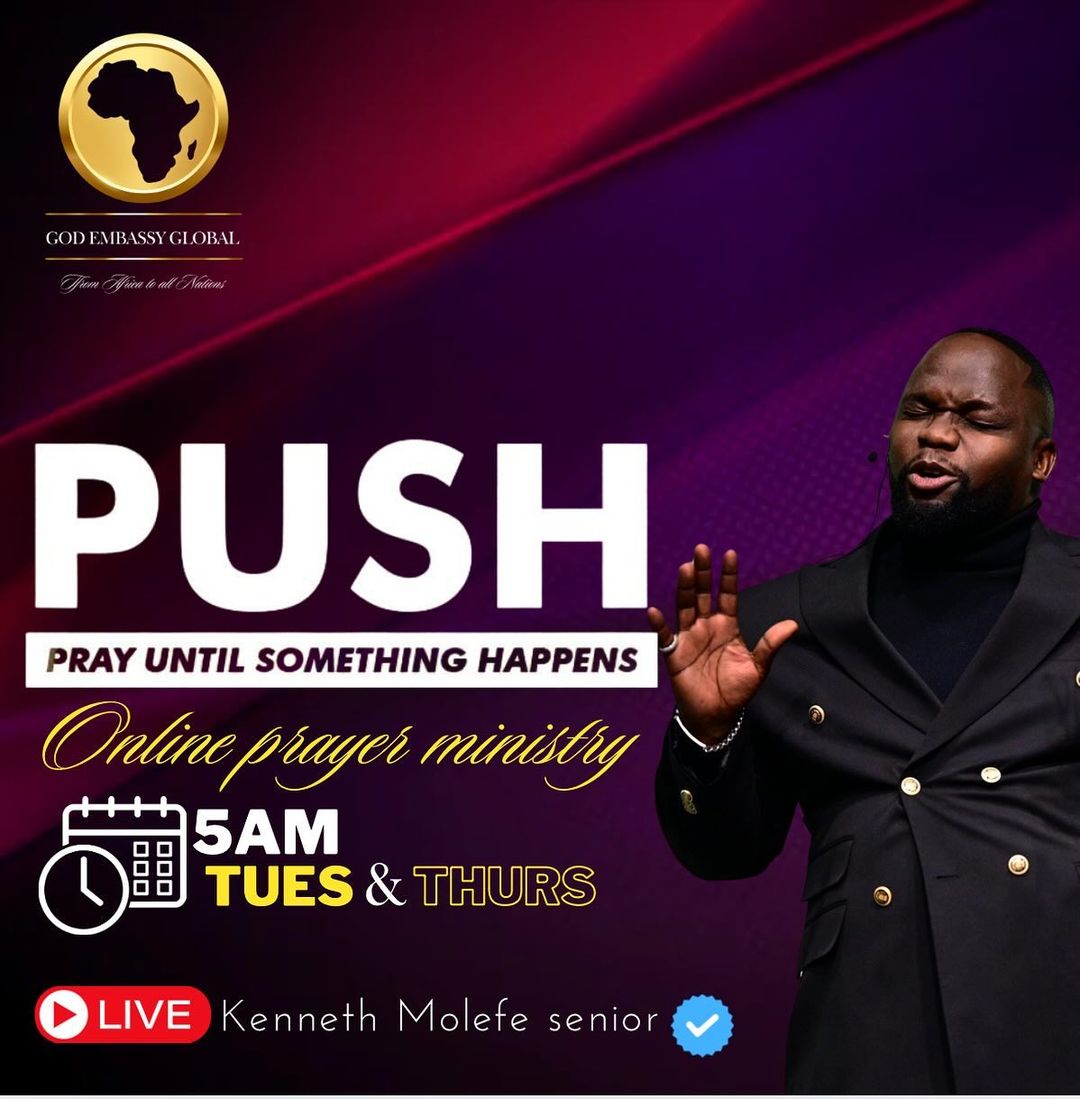 GOD EMBASSY GLOBAL
From Africa to all Nations
PUSH
PRAY UNTIL SOMETHING HAPPENS
Online prayer ministry
5AM
TUES & THURS
LIVE Kenneth Molefe senior